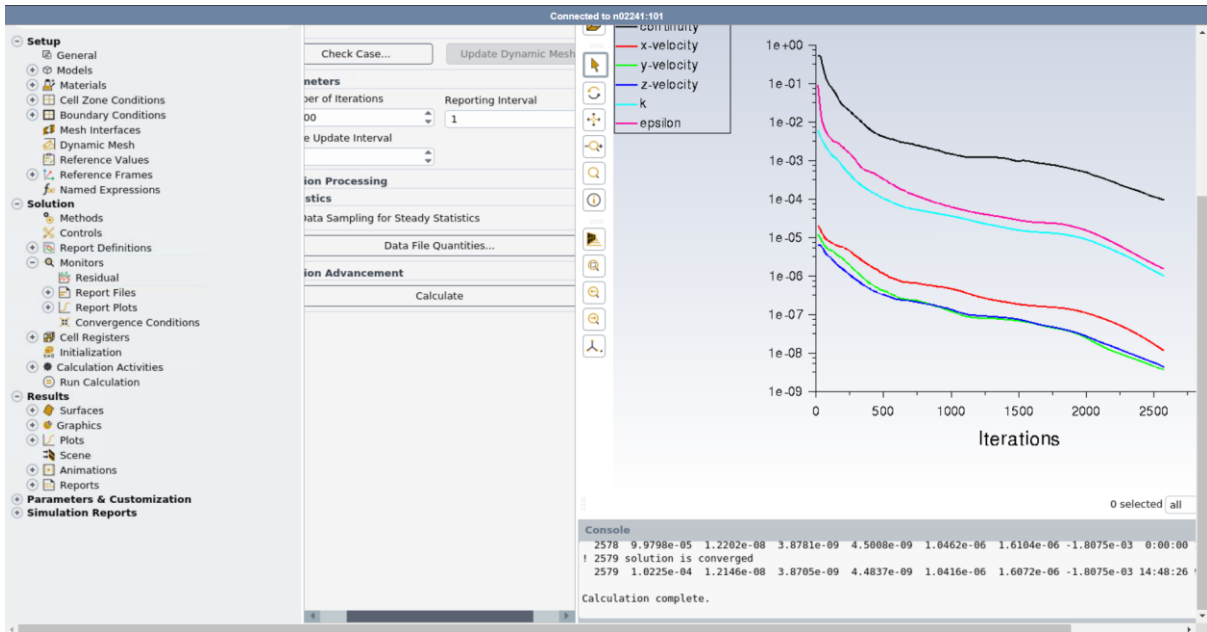 Connected to n02241:101
Setup
General
Models
Materials
Cell Zone Conditions
Boundary Conditions
Mesh Interfaces
Dynamic Mesh
Reference Values
Reference Frames
Named Expressions
Solution
Methods
Controls
Report Definitions
Monitors
Residual
Report Files
Report Plots
Convergence Conditions
Cell Registers
Initialization
Calculation Activities
Run Calculation
Results
Surfaces
Graphics
Plots
Scene
Animations
Reports
Parameters & Customization
Simulation Reports
Check Case...
Update Dynamic Mesh
meters
ber of Iterations
Reporting Interval
00
1
e Update Interval
ion Processing
istics
Data Sampling for Steady Statistics
Data File Quantities...
ion Advancement
Calculate
continuity
x-velocity
y-velocity
z-velocity
k
epsilon
1e+00
1e-01
1e-02
1e-03
1e-04
1e-05
1e-06
1e-07
1e-08
1e-09
0 500 1000 1500 2000 2500
Iterations
0 selected all
Console
2578 9.9798e-05 1.2202e-08 3.8781e-09 4.5008e-09 1.0462e-06 1.6104e-06 -1.8075e-03 0:00:00
! 2579 solution is converged
2579 1.0225e-04 1.2146e-08 3.8705e-09 4.4837e-09 1.0416e-06 1.6072e-06 -1.8075e-03 14:48:26
Calculation complete.